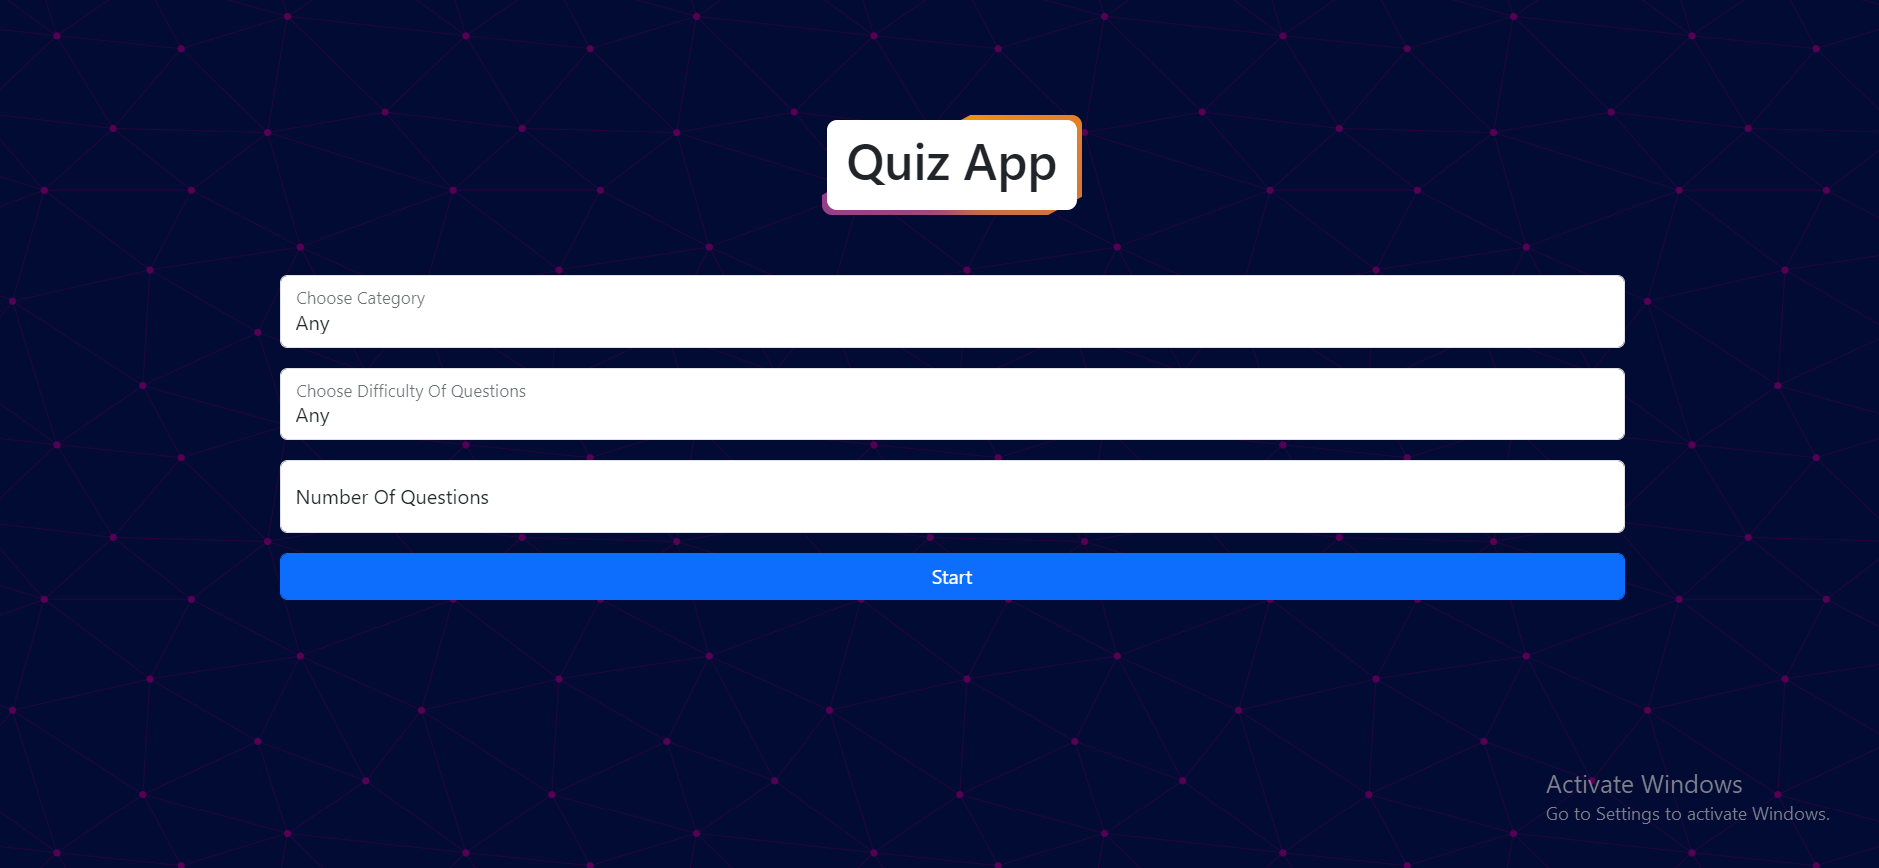 Quiz App
Choose Category
Any
Choose Difficulty Of Questions
Any
Number Of Questions
Start
Activate Windows
Go to Settings to activate Windows.